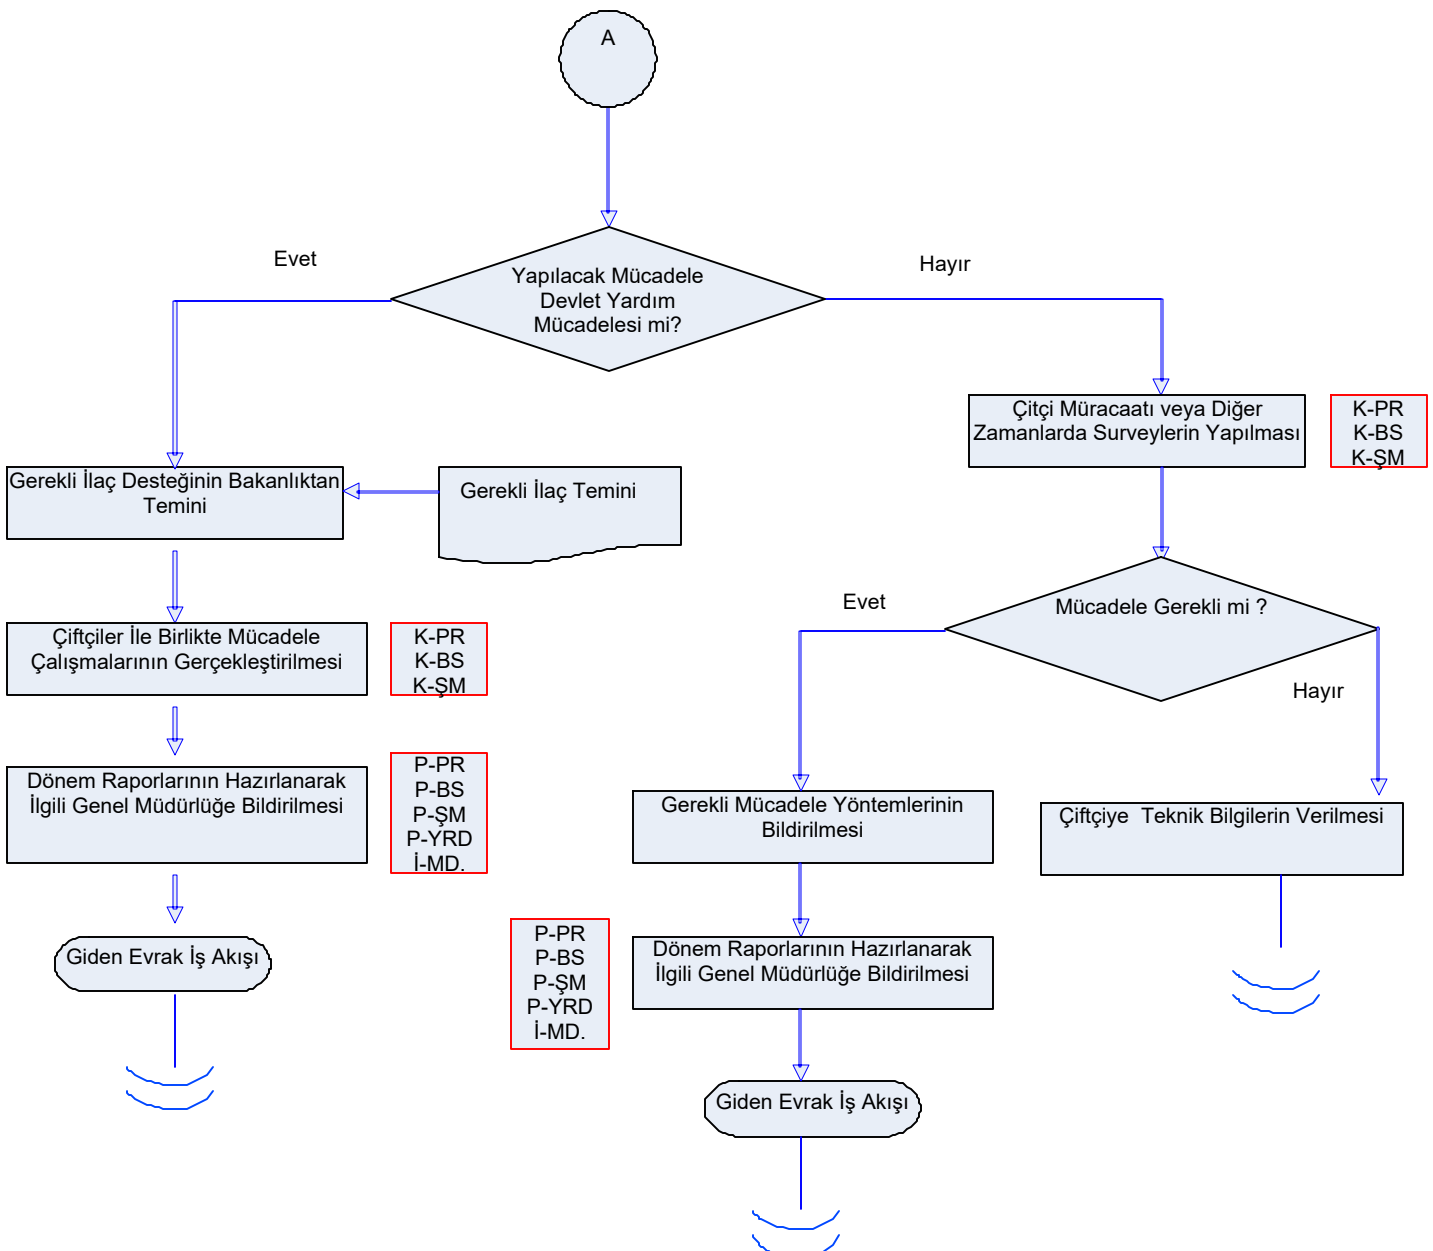 A
Evet
Hayır
Yapılacak Mücadele
Devlet Yardım
Mücadelesi mi?
Çitçi Müracaatı veya Diğer
Zamanlarda Surveylerin Yapılması
K-PR
K-BS
K-ŞM
Gerekli İlaç Desteğinin Bakanlıktan
Temini
Gerekli İlaç Temini
Evet
Mücadele Gerekli mi ?
Hayır
Çiftçiler İle Birlikte Mücadele
Çalışmalarının Gerçekleştirilmesi
K-PR
K-BS
K-ŞM
Dönem Raporlarının Hazırlanarak
İlgili Genel Müdürlüğe Bildirilmesi
P-PR
P-BS
P-ŞM
P-YRD
İ-MD.
Gerekli Mücadele Yöntemlerinin
Bildirilmesi
Çiftçiye  Teknik Bilgilerin Verilmesi
Giden Evrak İş Akışı
P-PR
P-BS
P-ŞM
P-YRD
İ-MD.
Dönem Raporlarının Hazırlanarak
İlgili Genel Müdürlüğe Bildirilmesi
Giden Evrak İş Akışı